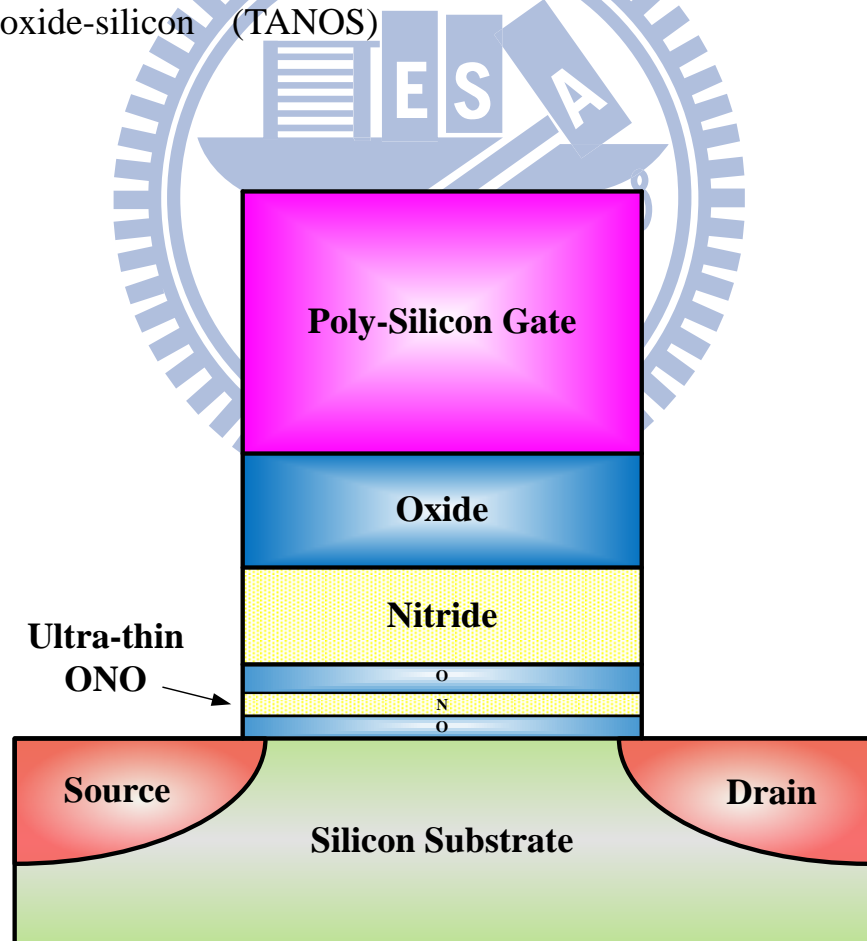 oxide-silicon (TANOS)
E S A
Poly-Silicon Gate
Oxide
Nitride
Ultra-thin
ONO
O
N
O
Source
Drain
Silicon Substrate